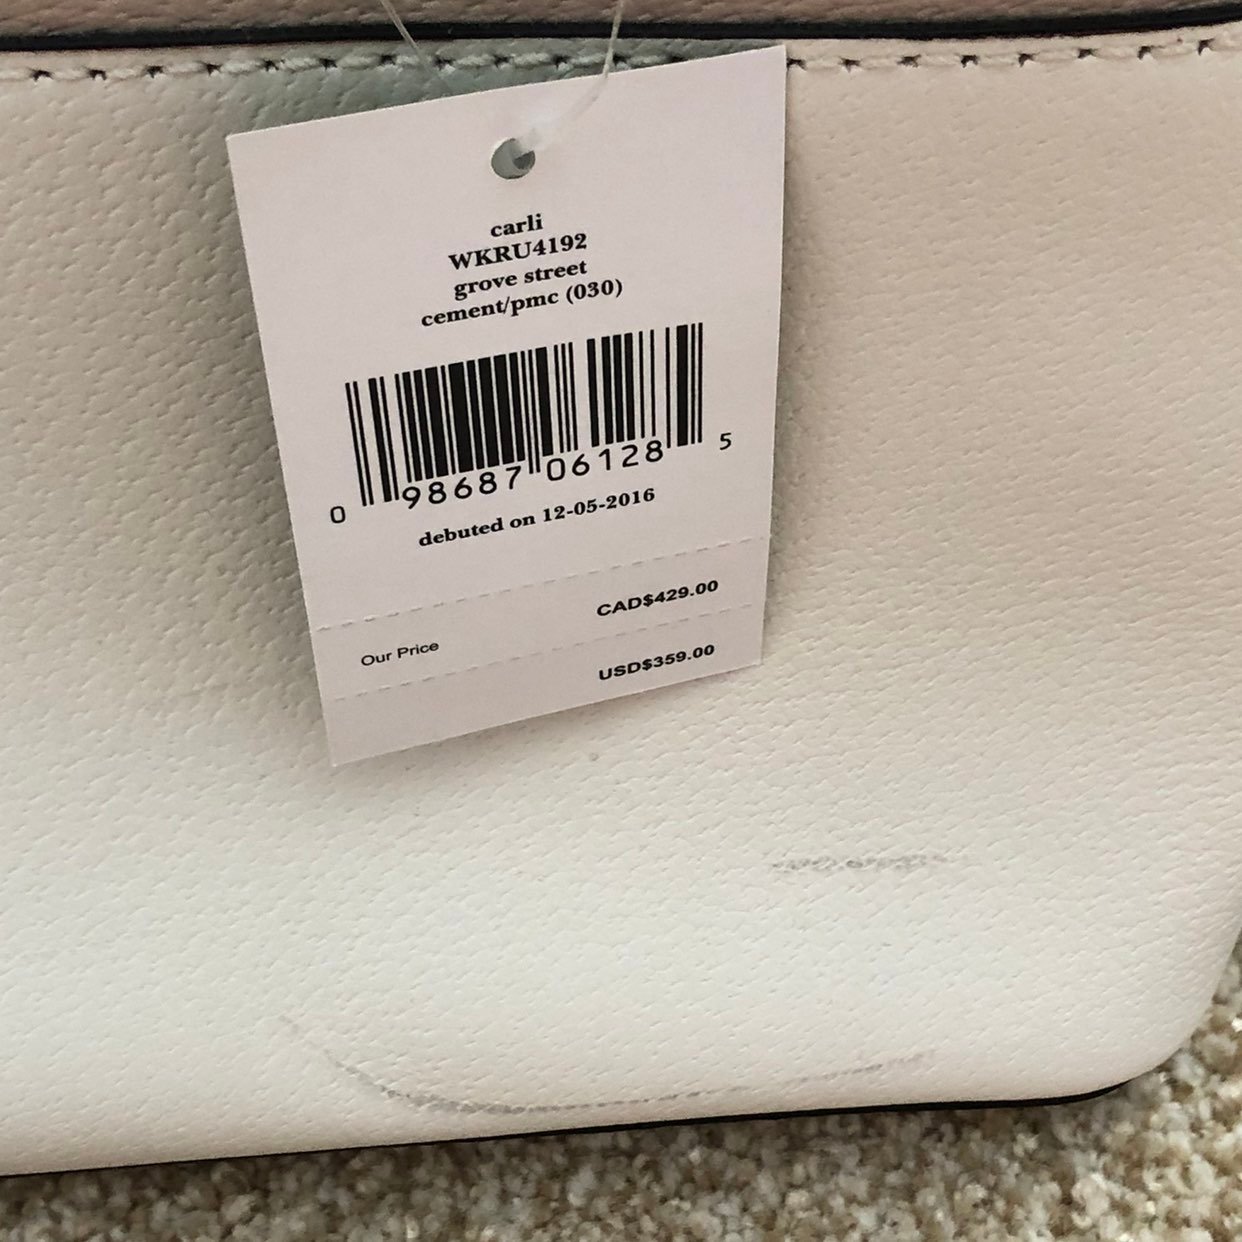 carli
WKRU4192
grove street
cement/pmc (030)
0 98687 06128 5
debuted on 12-05-2016
CAD$429.00
Our Price
USD$359.00